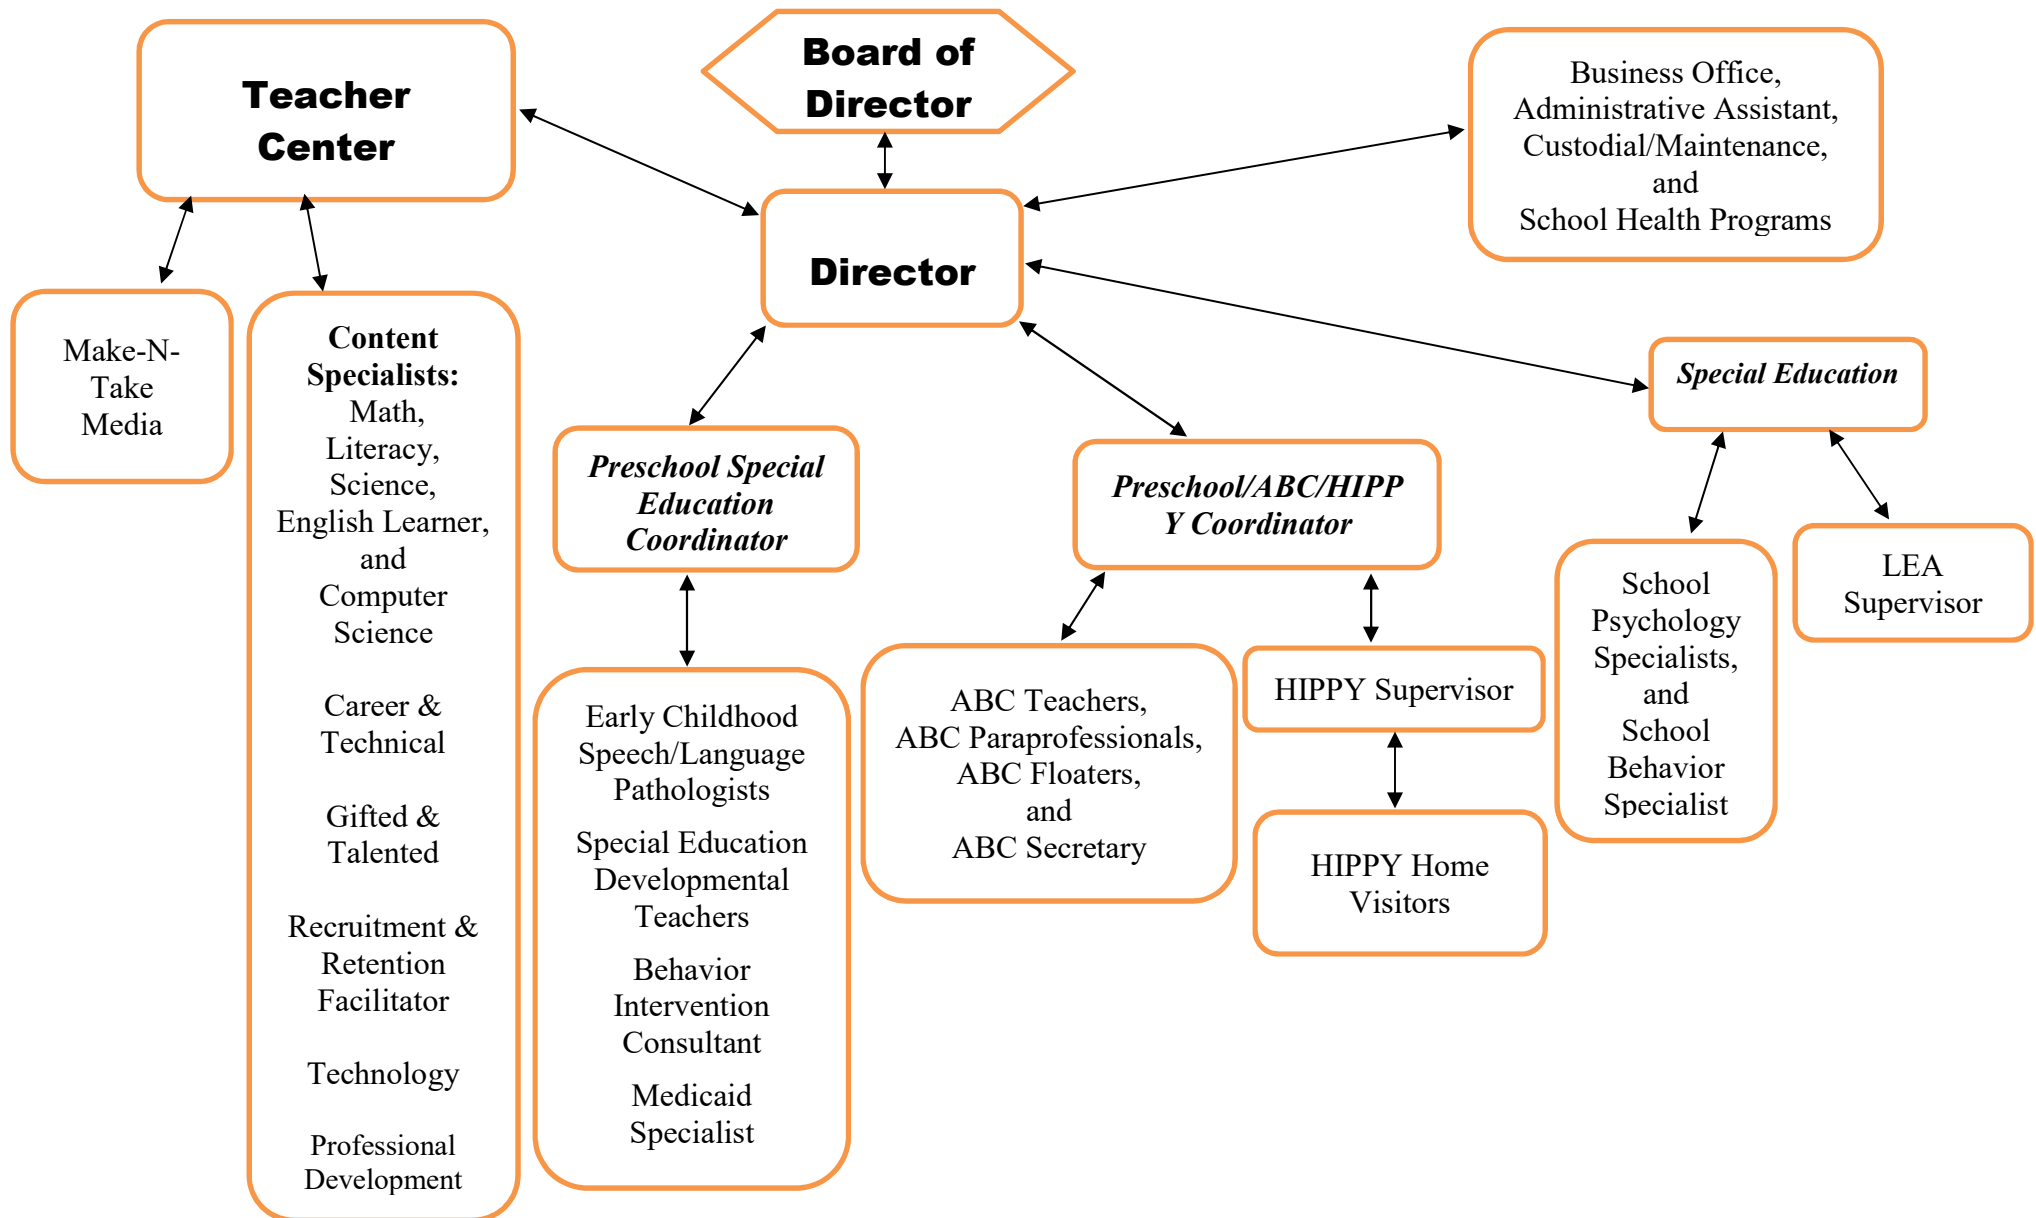 Teacher
Center
Board of
Director
Business Office,
Administrative Assistant,
Custodial/Maintenance,
and
School Health Programs
Director
Make-N-
Take
Media
Content
Specialists:
Math,
Literacy,
Science,
English Learner,
and
Computer
Science
Career &
Technical
Gifted &
Talented
Recruitment &
Retention
Facilitator
Technology
Professional
Development
Preschool Special
Education
Coordinator
Early Childhood
Speech/Language
Pathologists
Special Education
Developmental
Teachers
Behavior
Intervention
Consultant
Medicaid
Specialist
Preschool/ABC/HIPP
Y Coordinator
ABC Teachers,
ABC Paraprofessionals,
ABC Floaters,
and
ABC Secretary
HIPPY Supervisor
HIPPY Home
Visitors
Special Education
School
Psychology
Specialists,
and
School
Behavior
Specialist
LEA
Supervisor